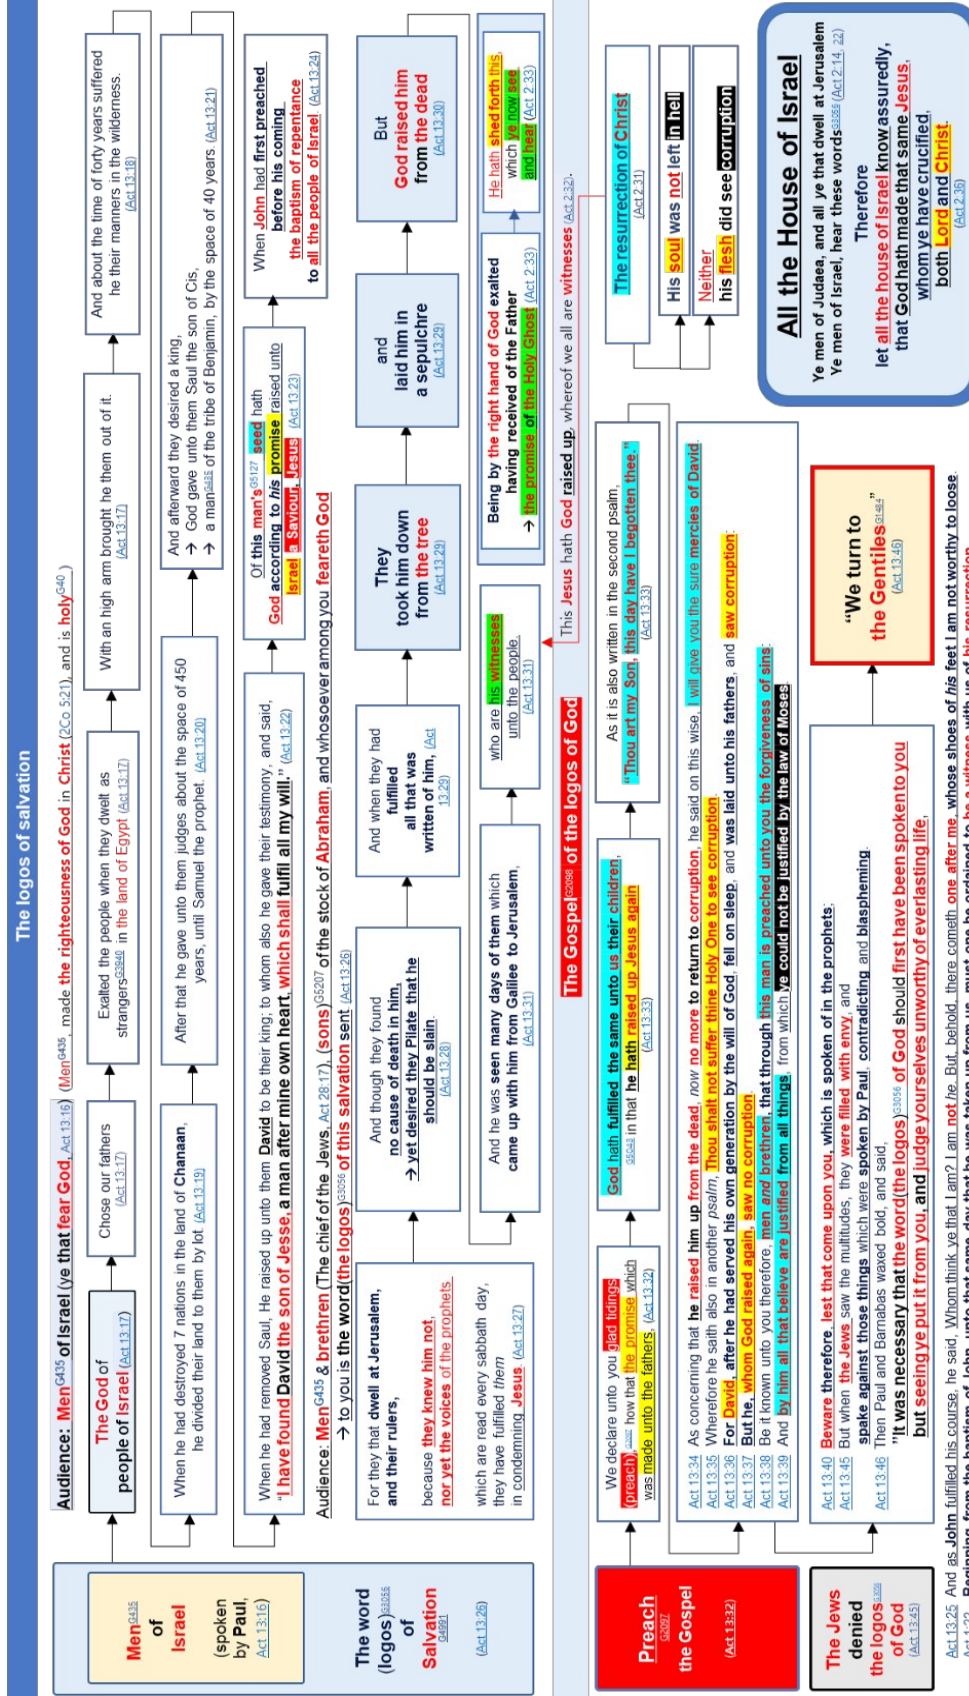 The logos of salvation
Audience: Men G435 of Israel (ye that fear God, Act 13:16) (Men G435, made the righteousness of God in Christ (2Co 5:21), and is holy G40.)
Men G435
of
Israel
(spoken
by Paul,
Act 13:16)
The God of
people of Israel (Act 13:17)
Chose our fathers
(Act 13:17)
Exalted the people when they dwelt as
strangers G3940 in the land of Egypt (Act 13:17)
With an high arm brought he them out of it.
(Act 13:17)
And about the time of forty years suffered
he their manners in the wilderness.
(Act 13:18)
When he had destroyed 7 nations in the land of Chanaan,
he divided their land to them by lot. (Act 13:19)
After that he gave unto them judges about the space of 450
years, until Samuel the prophet. (Act 13:20)
And afterward they desired a king,
→ God gave unto them Saul the son of Cis,
→ a man G435 of the tribe of Benjamin, by the space of 40 years. (Act 13:21)
When he had removed Saul, He raised up unto them David to be their king; to whom also he gave their testimony, and said,
"I have found David the son of Jesse, a man after mine own heart, which shall fulfil all my will." (Act 13:22)
Of this man's G5127 seed hath
God according to his promise raised unto
Israel a Saviour, Jesus (Act 13:23)
When John had first preached
before his coming
the baptism of repentance
to all the people of Israel (Act 13:24)
The word
(logos) G3056
of
Salvation
G4991
(Act 13:26)
Audience: Men G435 & brethren (The chief of the Jews, Act 28:17), (sons) G5207 of the stock of Abraham, and whosoever among you feareth God
→ to you is the word(the logos) G3056 of this salvation sent (Act 13:26)
For they that dwell at Jerusalem,
and their rulers,
because they knew him not,
nor yet the voices of the prophets
which are read every sabbath day,
they have fulfilled them
in condemning Jesus. (Act 13:27)
And though they found
no cause of death in him,
→ yet desired they Pilate that he
should be slain.
(Act 13:28)
And when they had
fulfilled
all that was
written of him, (Act
13:29)
They
took him down
from the tree
(Act 13:29)
and
laid him in
a sepulchre
(Act 13:29)
But
God raised him
from the dead
(Act 13:30)
And he was seen many days of them which
came up with him from Galilee to Jerusalem,
(Act 13:31)
who are his witnesses
unto the people.
(Act 13:31)
Being by the right hand of God exalted
having received of the Father
→ the promise of the Holy Ghost (Act 2:33)
He hath shed forth this,
which ye now see
and hear (Act 2:33)
The Gospel G2098 of the logos of God
This Jesus hath God raised up, whereof we all are witnesses (Act 2:32).
Preach
G2097
the Gospel
(Act 13:32)
We declare unto you glad tidings
(preach), G2097 how that the promise which
was made unto the fathers, (Act 13:32)
God hath fulfilled the same unto us their children,
in that he hath raised up Jesus again
(Act 13:33)
As it is also written in the second psalm,
"Thou art my Son, this day have I begotten thee."
(Act 13:33)
The resurrection of Christ
(Act 2:31)
His soul was not left in hell
Neither
his flesh did see corruption
Act 13:34 As concerning that he raised him up from the dead, now no more to return to corruption, he said on this wise, I will give you the sure mercies of David.
Act 13:35 Wherefore he saith also in another psalm, Thou shalt not suffer thine Holy One to see corruption.
Act 13:36 For David, after he had served his own generation by the will of God, fell on sleep, and was laid unto his fathers, and saw corruption:
Act 13:37 But he, whom God raised again, saw no corruption.
Act 13:38 Be it known unto you therefore, men and brethren, that through this man is preached unto you the forgiveness of sins:
Act 13:39 And by him all that believe are justified from all things, from which ye could not be justified by the law of Moses.
The Jews
denied
the logos G3056
of God
(Act 13:45)
Act 13:40 Beware therefore, lest that come upon you, which is spoken of in the prophets;
Act 13:45 But when the Jews saw the multitudes, they were filled with envy, and
spake against those things which were spoken by Paul, contradicting and blaspheming.
Act 13:46 Then Paul and Barnabas waxed bold, and said,
"It was necessary that the word(the logos) G3056 of God should first have been spoken to you
but seeing ye put it from you, and judge yourselves unworthy of everlasting life,
"We turn to
the Gentiles G1484"
(Act 13:46)
All the House of Israel
Ye men of Judaea, and all ye that dwell at Jerusalem
Ye men of Israel, hear these words G3056 (Act 2:14, 22)
Therefore
let all the house of Israel know assuredly,
that God hath made that same Jesus,
whom ye have crucified,
both Lord and Christ.
(Act 2:36)
Act 13:25 And as John fulfilled his course, he said, Whom think ye that I am? I am not he. But, behold, there cometh one after me, whose shoes of his feet I am not worthy to loose.
Beginning from the baptism of John, unto that same day that he was taken up from us, must one be ordained to be a witness with us of his resurrection.